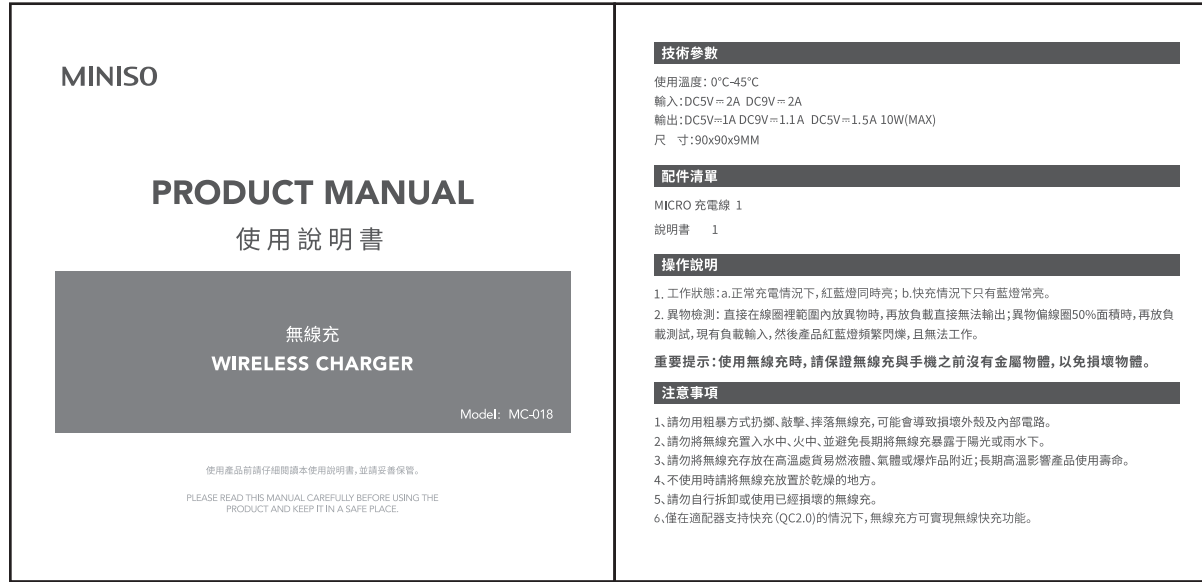 MINISO
PRODUCT MANUAL
使用說明書
無線充
WIRELESS CHARGER
Model: MC-018
使用產品前請仔細閱讀本使用說明書,並請妥善保管。
PLEASE READ THIS MANUAL CAREFULLY BEFORE USING THE
PRODUCT AND KEEP IT IN A SAFE PLACE.
技術參數
使用溫度: 0°C-45°C
輸入:DC5V⎓2A DC9V⎓2A
輸出:DC5V⎓1A DC9V⎓1.1A DC5V⎓1.5A 10W(MAX)
尺 寸:90x90x9MM
配件清單
MICRO 充電線 1
說明書 1
操作說明
1. 工作狀態:a.正常充電情況下,紅藍燈同時亮; b.快充情況下只有藍燈常亮。
2. 異物檢測: 直接在線圈裡範圍內放異物時,再放負載直接無法輸出;異物偏線圈50%面積時,再放負
載測試,現有負載輸入,然後產品紅藍燈頻繁閃爍,且無法工作。
重要提示:使用無線充時,請保證無線充與手機之前沒有金屬物體,以免損壞物體。
注意事項
1、請勿用粗暴方式扔擲、敲擊、摔落無線充,可能會導致損壞外殼及內部電路。
2、請勿將無線充置入水中、火中、並避免長期將無線充暴露于陽光或雨水下。
3、請勿將無線充存放在高溫處貨易燃液體、氣體或爆炸品附近;長期高溫影響產品使用壽命。
4、不使用時請將無線充放置於乾燥的地方。
5、請勿自行拆卸或使用已經損壞的無線充。
6、僅在適配器支持快充(QC2.0)的情況下,無線充方可實現無線快充功能。